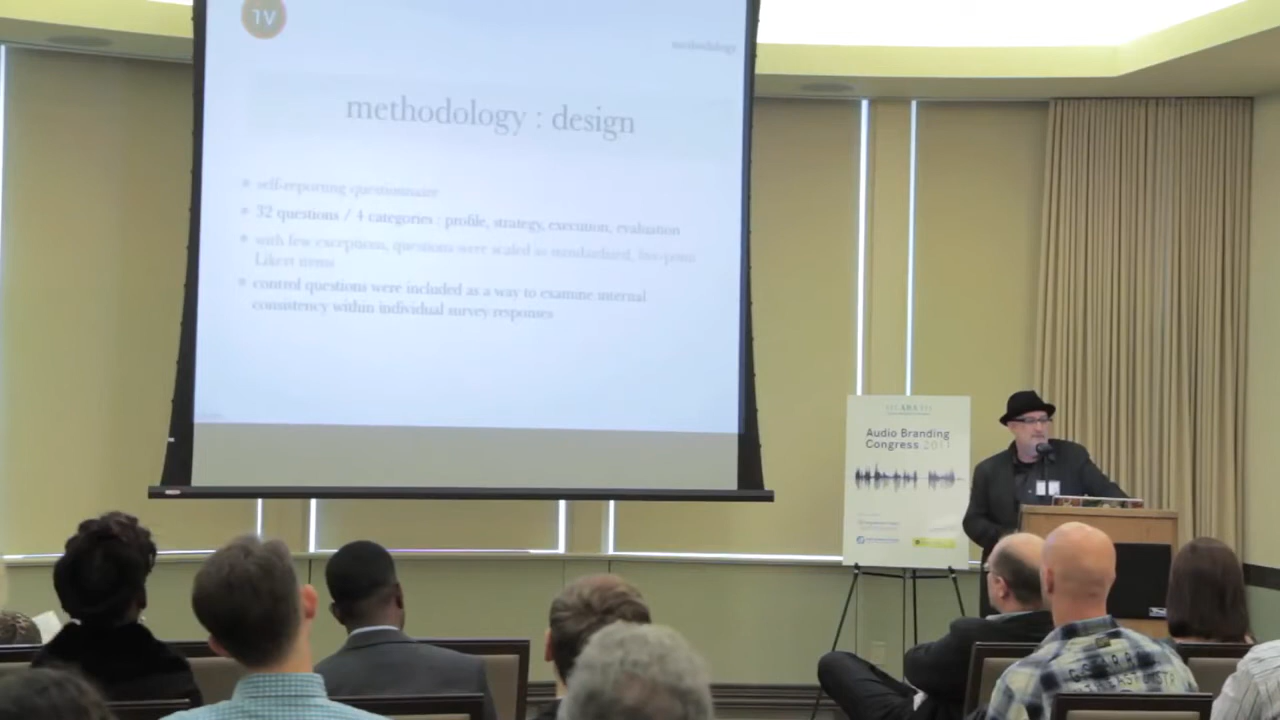 methodology
methodology : design
self-reporting questionnaire
32 questions / 4 categories : profile, strategy, execution, evaluation
with few exceptions, questions were scaled as standardized,
Likert items
control questions were included as a way to examine internal
consistency within individual survey responses
Audio Branding
Congress 2011